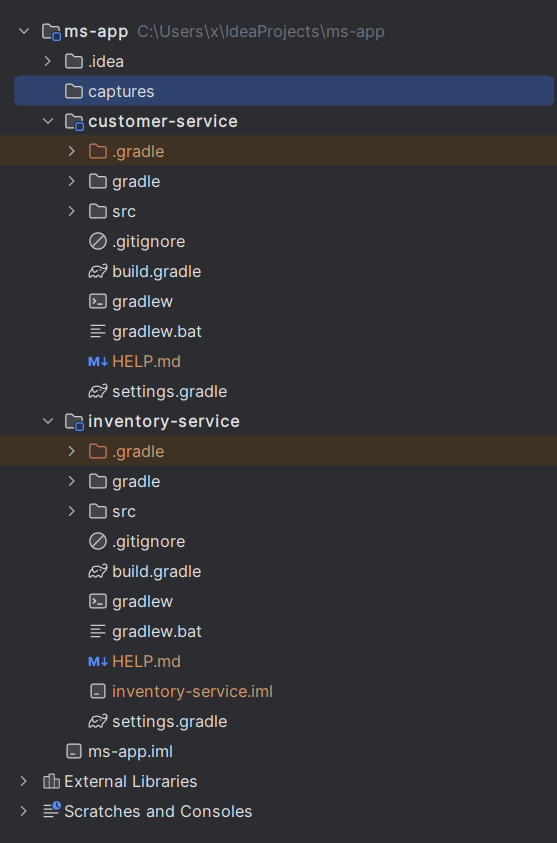 ms-app C:\Users\x\IdeaProjects\ms-app
.idea
captures
customer-service
.gradle
gradle
src
.gitignore
build.gradle
gradlew
gradlew.bat
M↓ HELP.md
settings.gradle
inventory-service
.gradle
gradle
src
.gitignore
build.gradle
gradlew
gradlew.bat
M↓ HELP.md
inventory-service.iml
settings.gradle
ms-app.iml
External Libraries
Scratches and Consoles